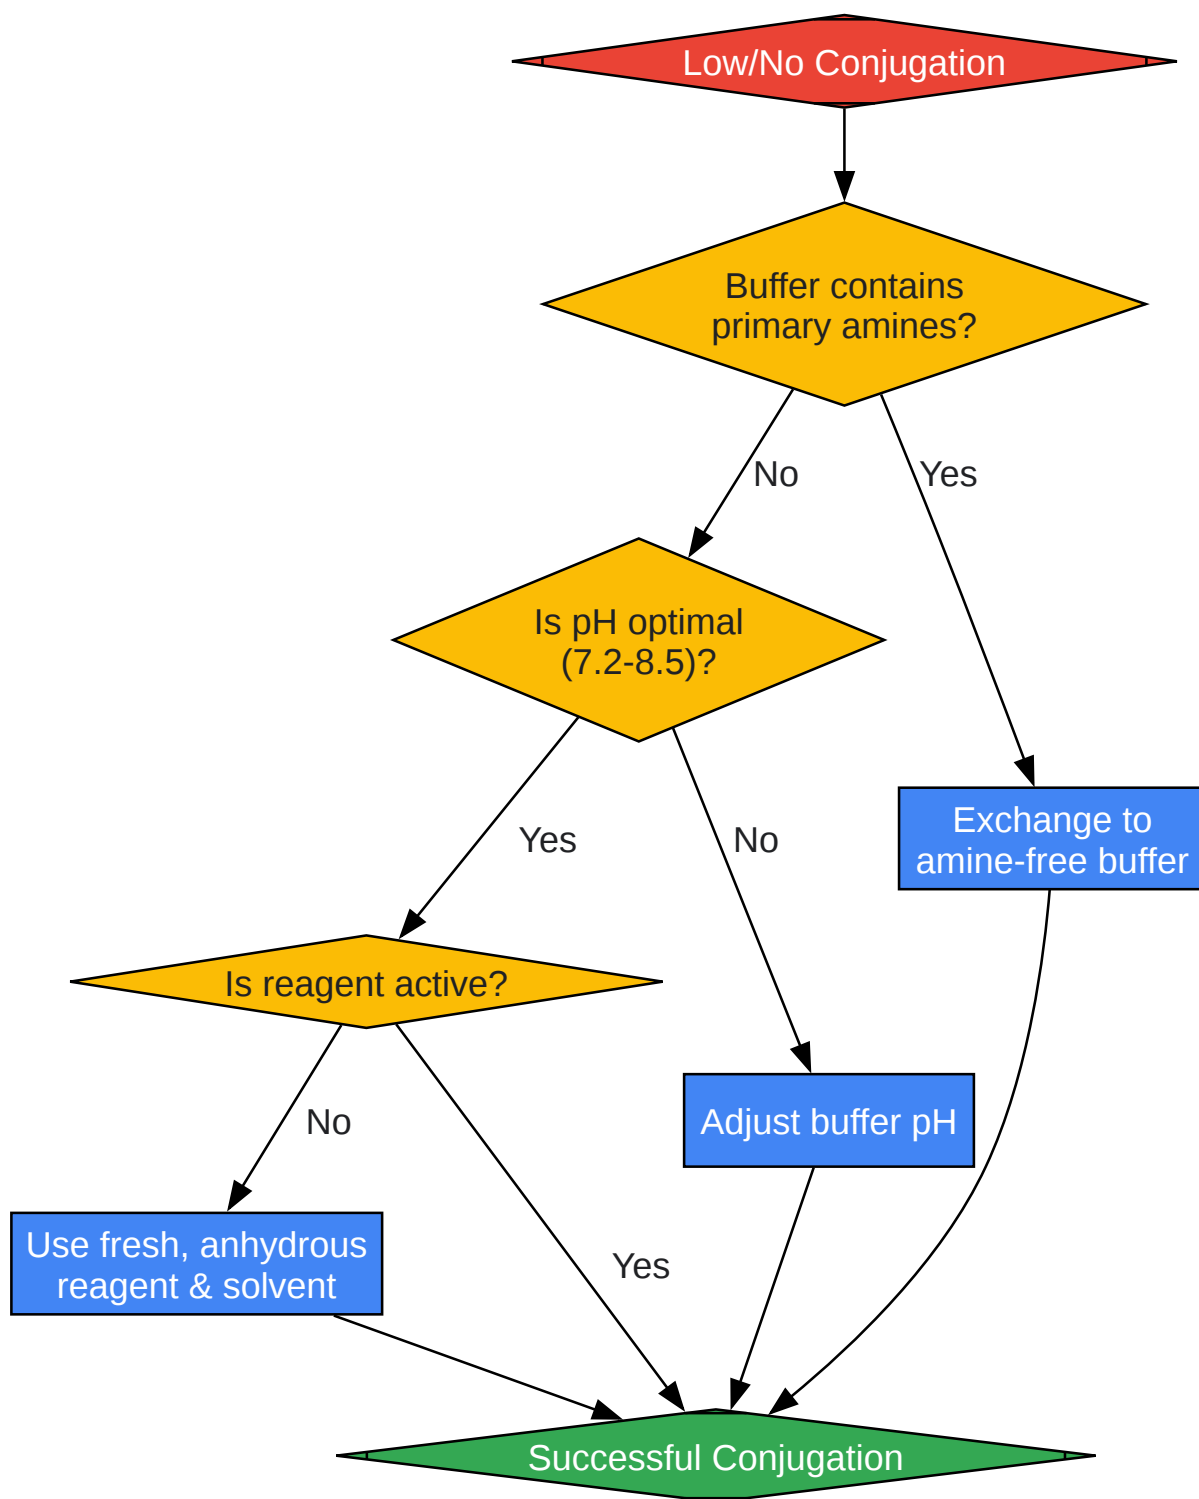 Low/No Conjugation
Buffer contains
primary amines?
No
Yes
Is pH optimal
(7.2-8.5)?
Yes
No
Exchange to
amine-free buffer
Is reagent active?
No
Adjust buffer pH
Use fresh, anhydrous
reagent & solvent
Yes
Successful Conjugation